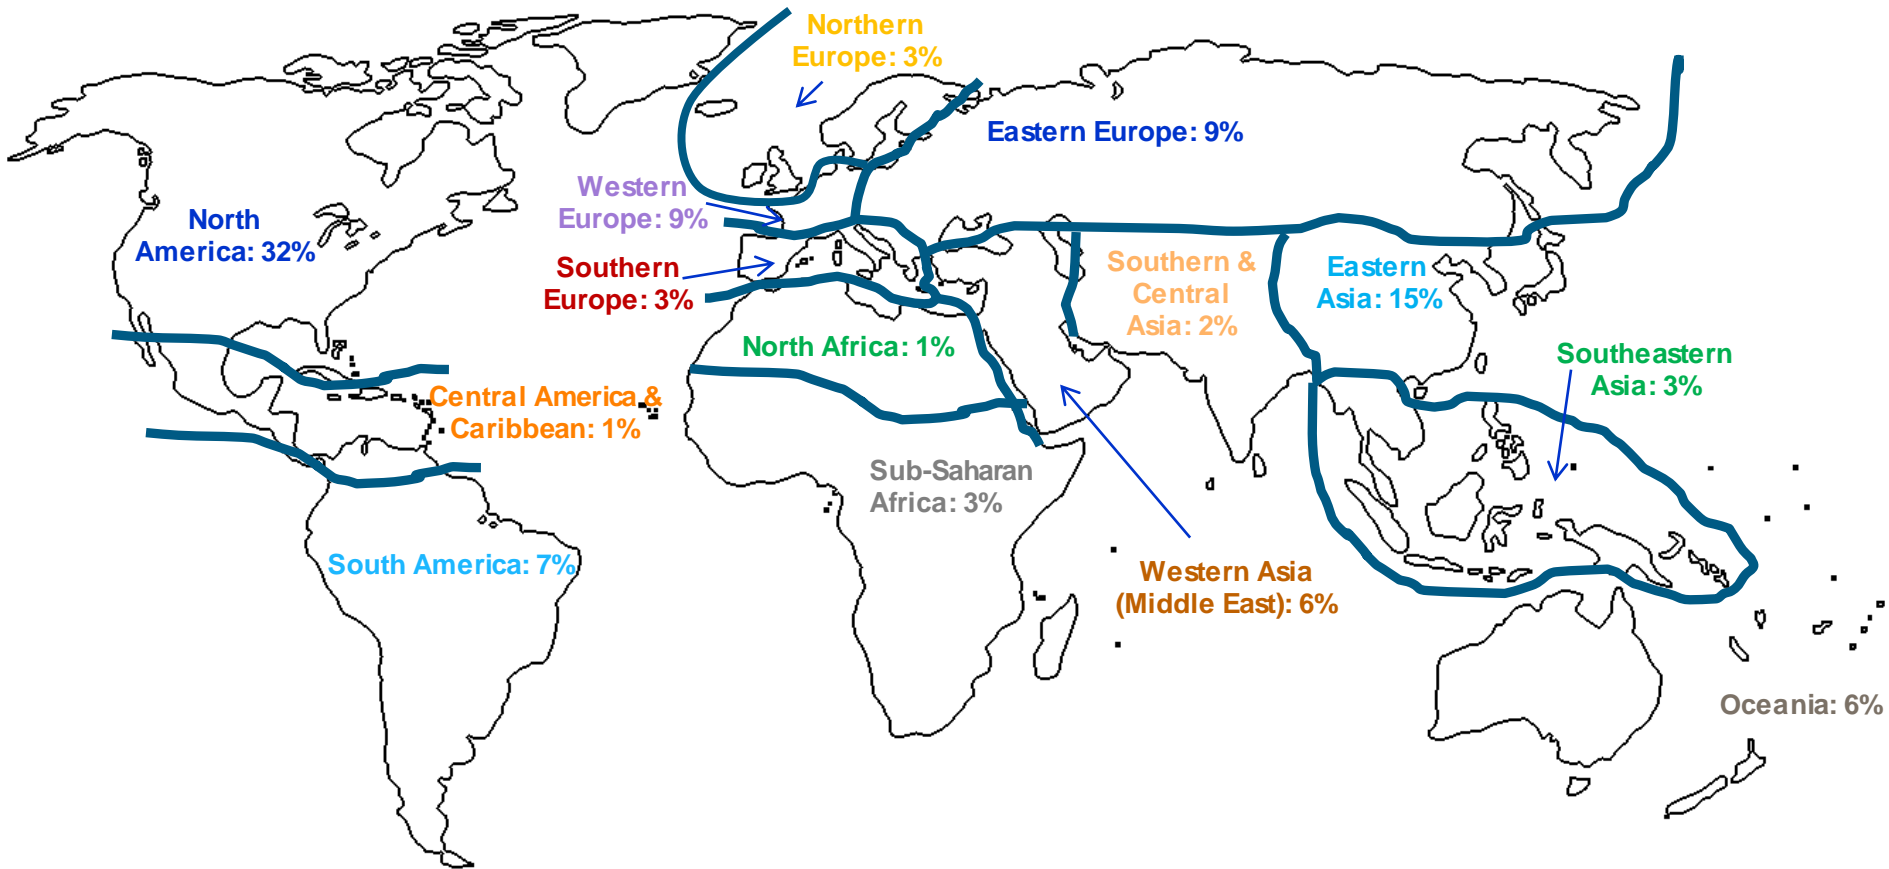 Northern
Europe: 3%
Eastern Europe: 9%
Western
Europe: 9%
North
America: 32%
Southern
Europe: 3%
Southern &
Central
Asia: 2%
Eastern
Asia: 15%
North Africa: 1%
Southeastern
Asia: 3%
Central America &
Caribbean: 1%
Sub-Saharan
Africa: 3%
South America: 7%
Western Asia
(Middle East): 6%
Oceania: 6%